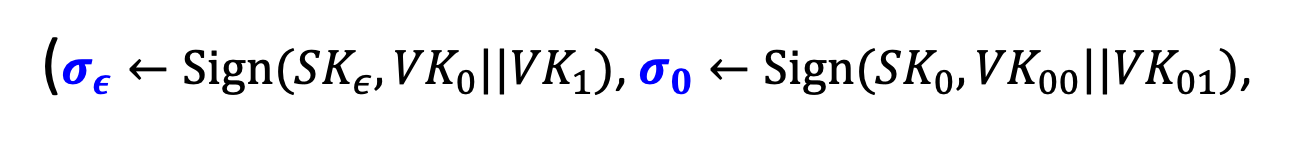 (σ_ϵ ← Sign(SK_ϵ, VK_0||VK_1), σ_0 ← Sign(SK_0, VK_00||VK_01),